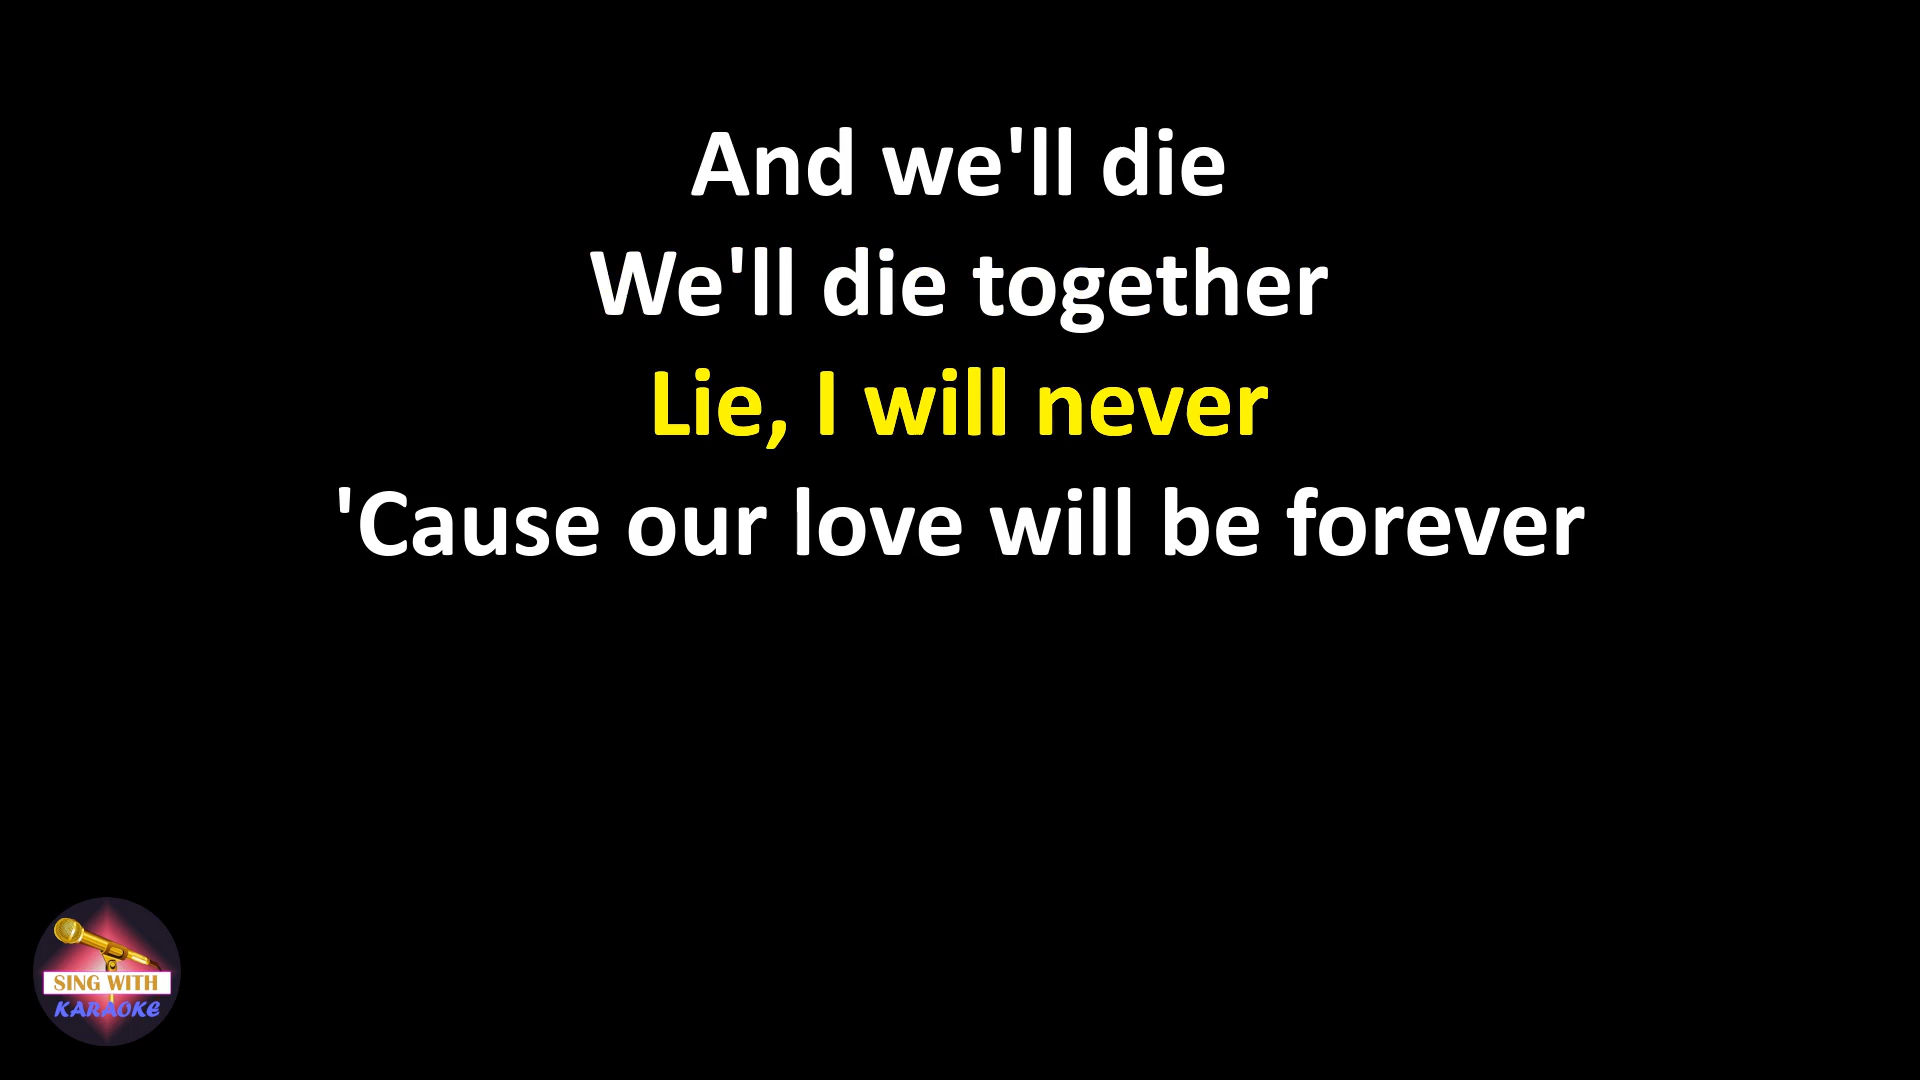 And we'll die
We'll die together
Lie, I will never
'Cause our love will be forever
SING WITH
KARAOKE